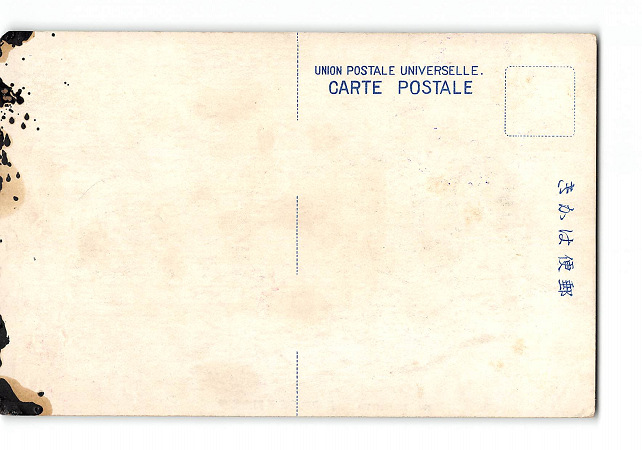 UNION POSTALE UNIVERSELLE.
CARTE POSTALE
きかは便郵